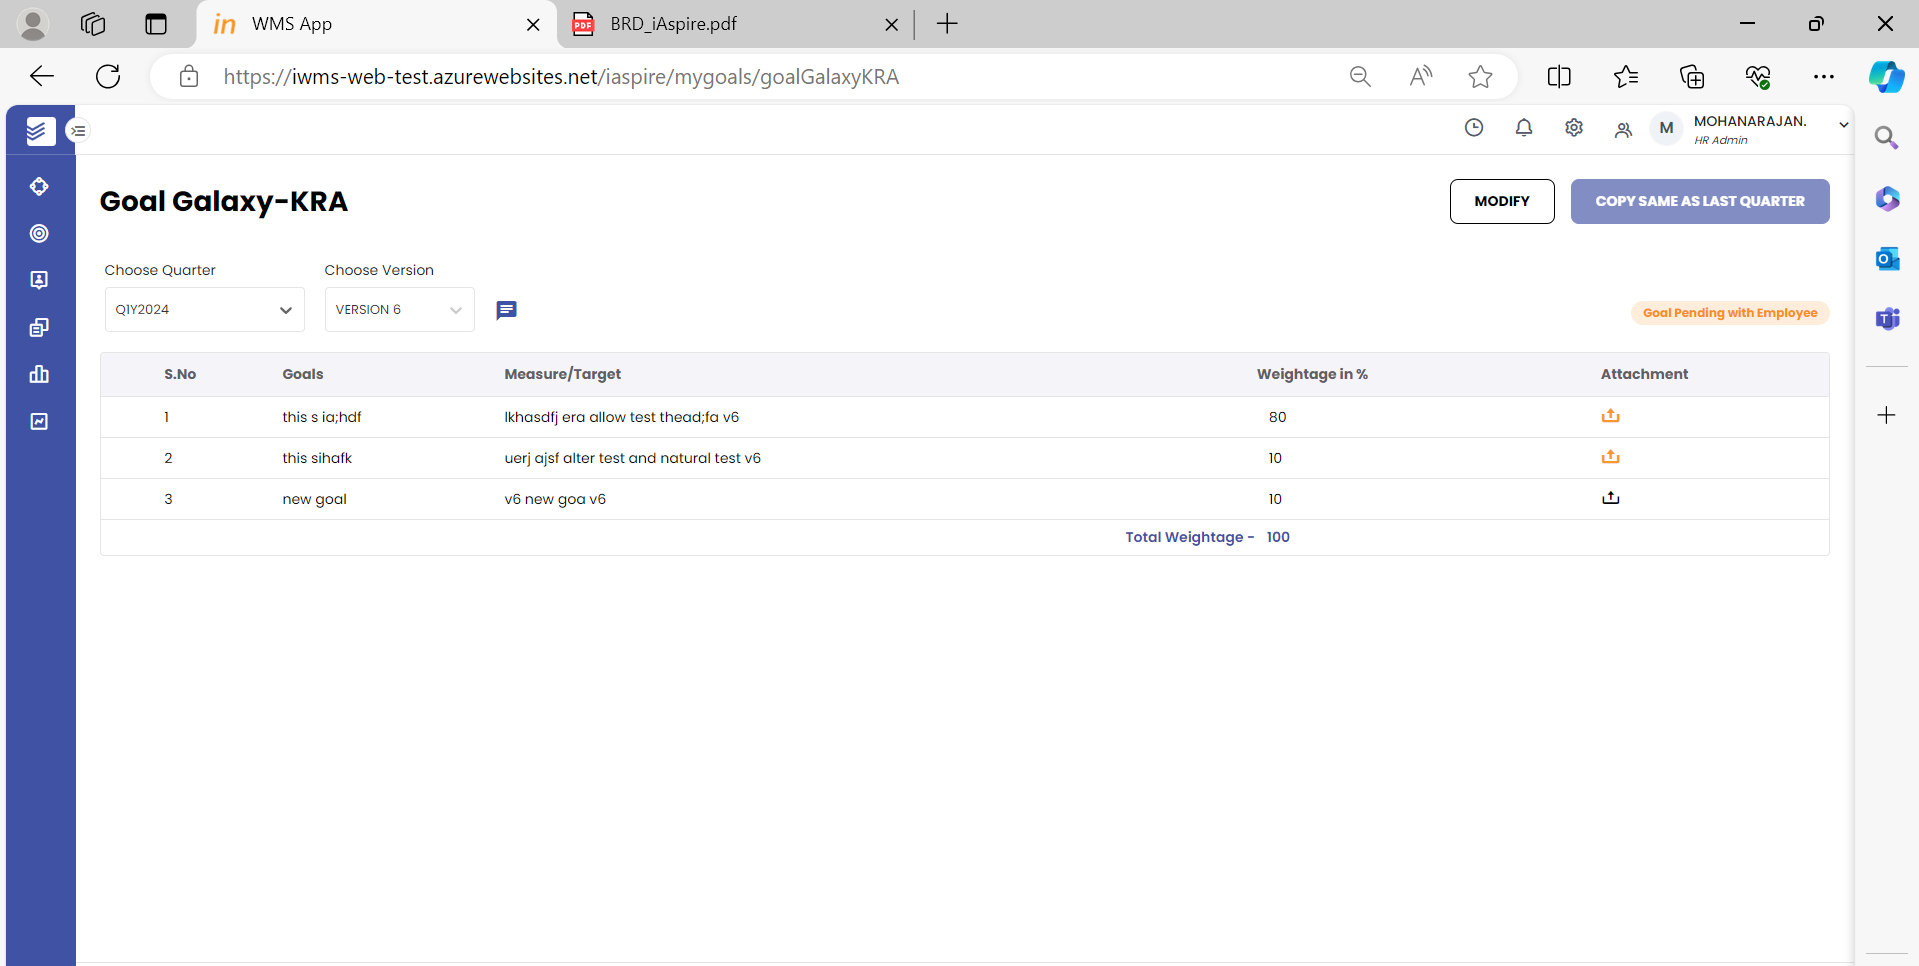 in WMS App
PDF BRD_iAspire.pdf
https://iwms-web-test.azurewebsites.net/iaspire/mygoals/goalGalaxyKRA
M MOHANARAJAN.
HR Admin
Goal Galaxy-KRA
MODIFY
COPY SAME AS LAST QUARTER
Choose Quarter Choose Version
Q1Y2024 VERSION 6
Goal Pending with Employee
S.No Goals Measure/Target Weightage in % Attachment
1 this s ia;hdf lkhasdfj era allow test thead;fa v6 80
2 this sihafk uerj ajsf alter test and natural test v6 10
3 new goal v6 new goa v6 10
Total Weightage - 100